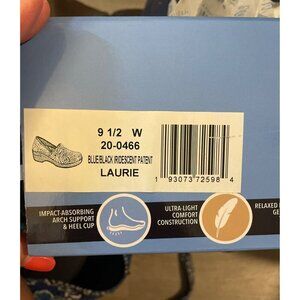 9 1/2 W
20-0466
BLUE/BLACK IRIDESCENT PATENT
LAURIE
1 93073 72598 4
IMPACT-ABSORBING
ARCH SUPPORT
& HEEL CUP
ULTRA LIGHT
COMFORT
CONSTRUCTION
RELAXED